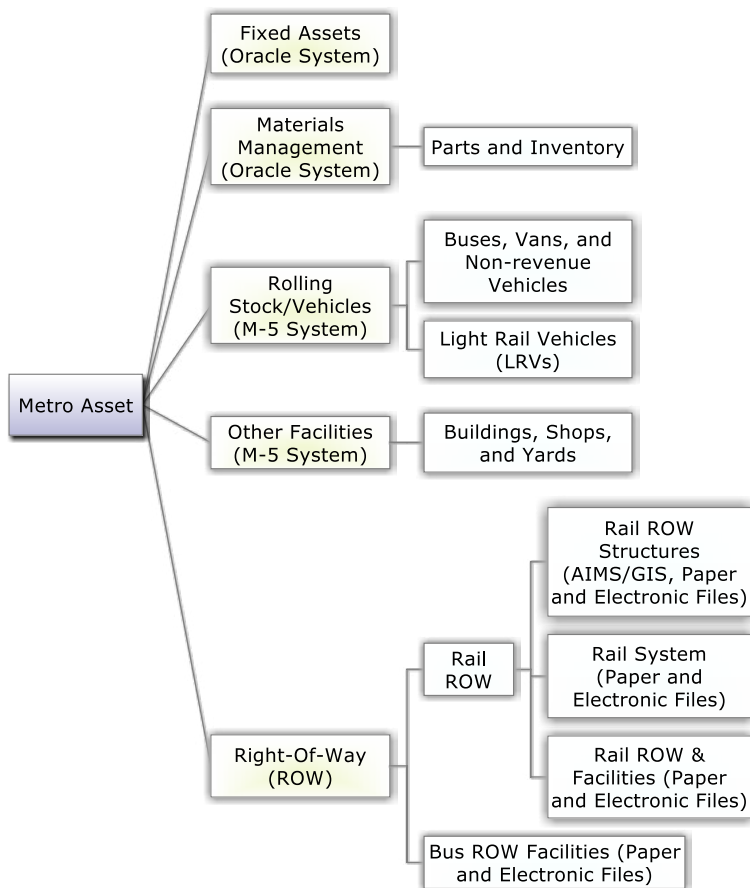 Fixed Assets
(Oracle System)
Materials
Management
(Oracle System)
Parts and Inventory
Buses, Vans, and
Non-revenue
Vehicles
Rolling
Stock/Vehicles
(M-5 System)
Light Rail Vehicles
(LRVs)
Metro Asset
Other Facilities
(M-5 System)
Buildings, Shops,
and Yards
Rail ROW
Structures
(AIMS/GIS, Paper
and Electronic Files)
Rail
ROW
Rail System
(Paper and
Electronic Files)
Right-Of-Way
(ROW)
Rail ROW &
Facilities (Paper
and Electronic Files)
Bus ROW Facilities (Paper
and Electronic Files)